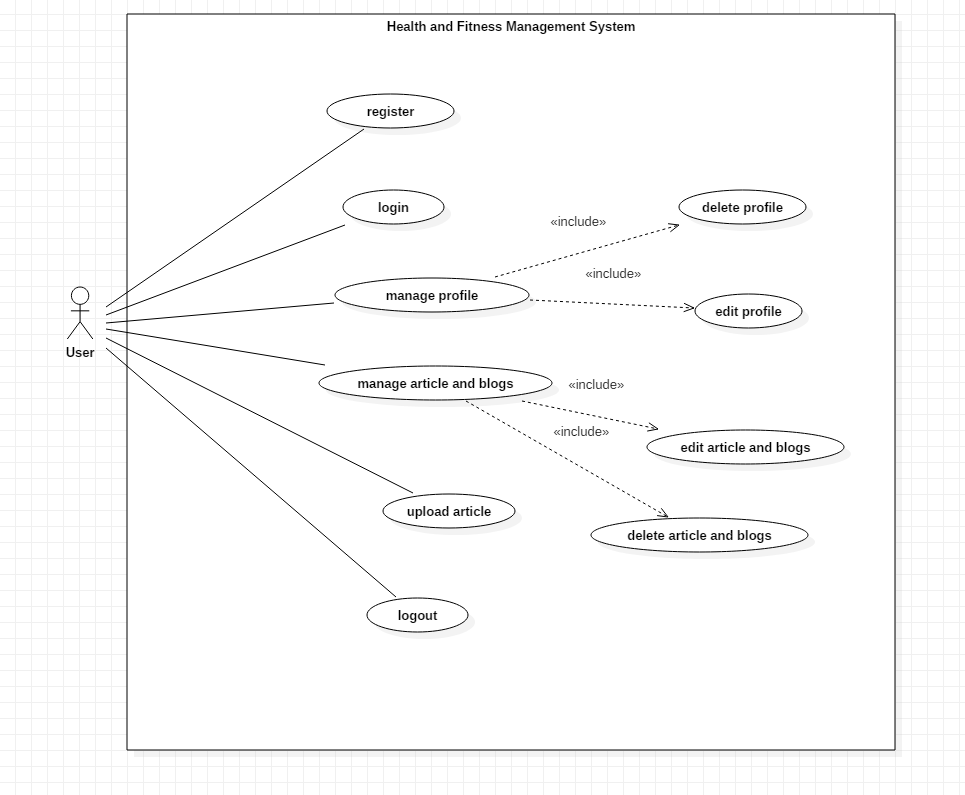 Health and Fitness Management System
register
login
delete profile
«include»
«include»
manage profile
edit profile
User
manage article and blogs
«include»
«include»
edit article and blogs
upload article
delete article and blogs
logout